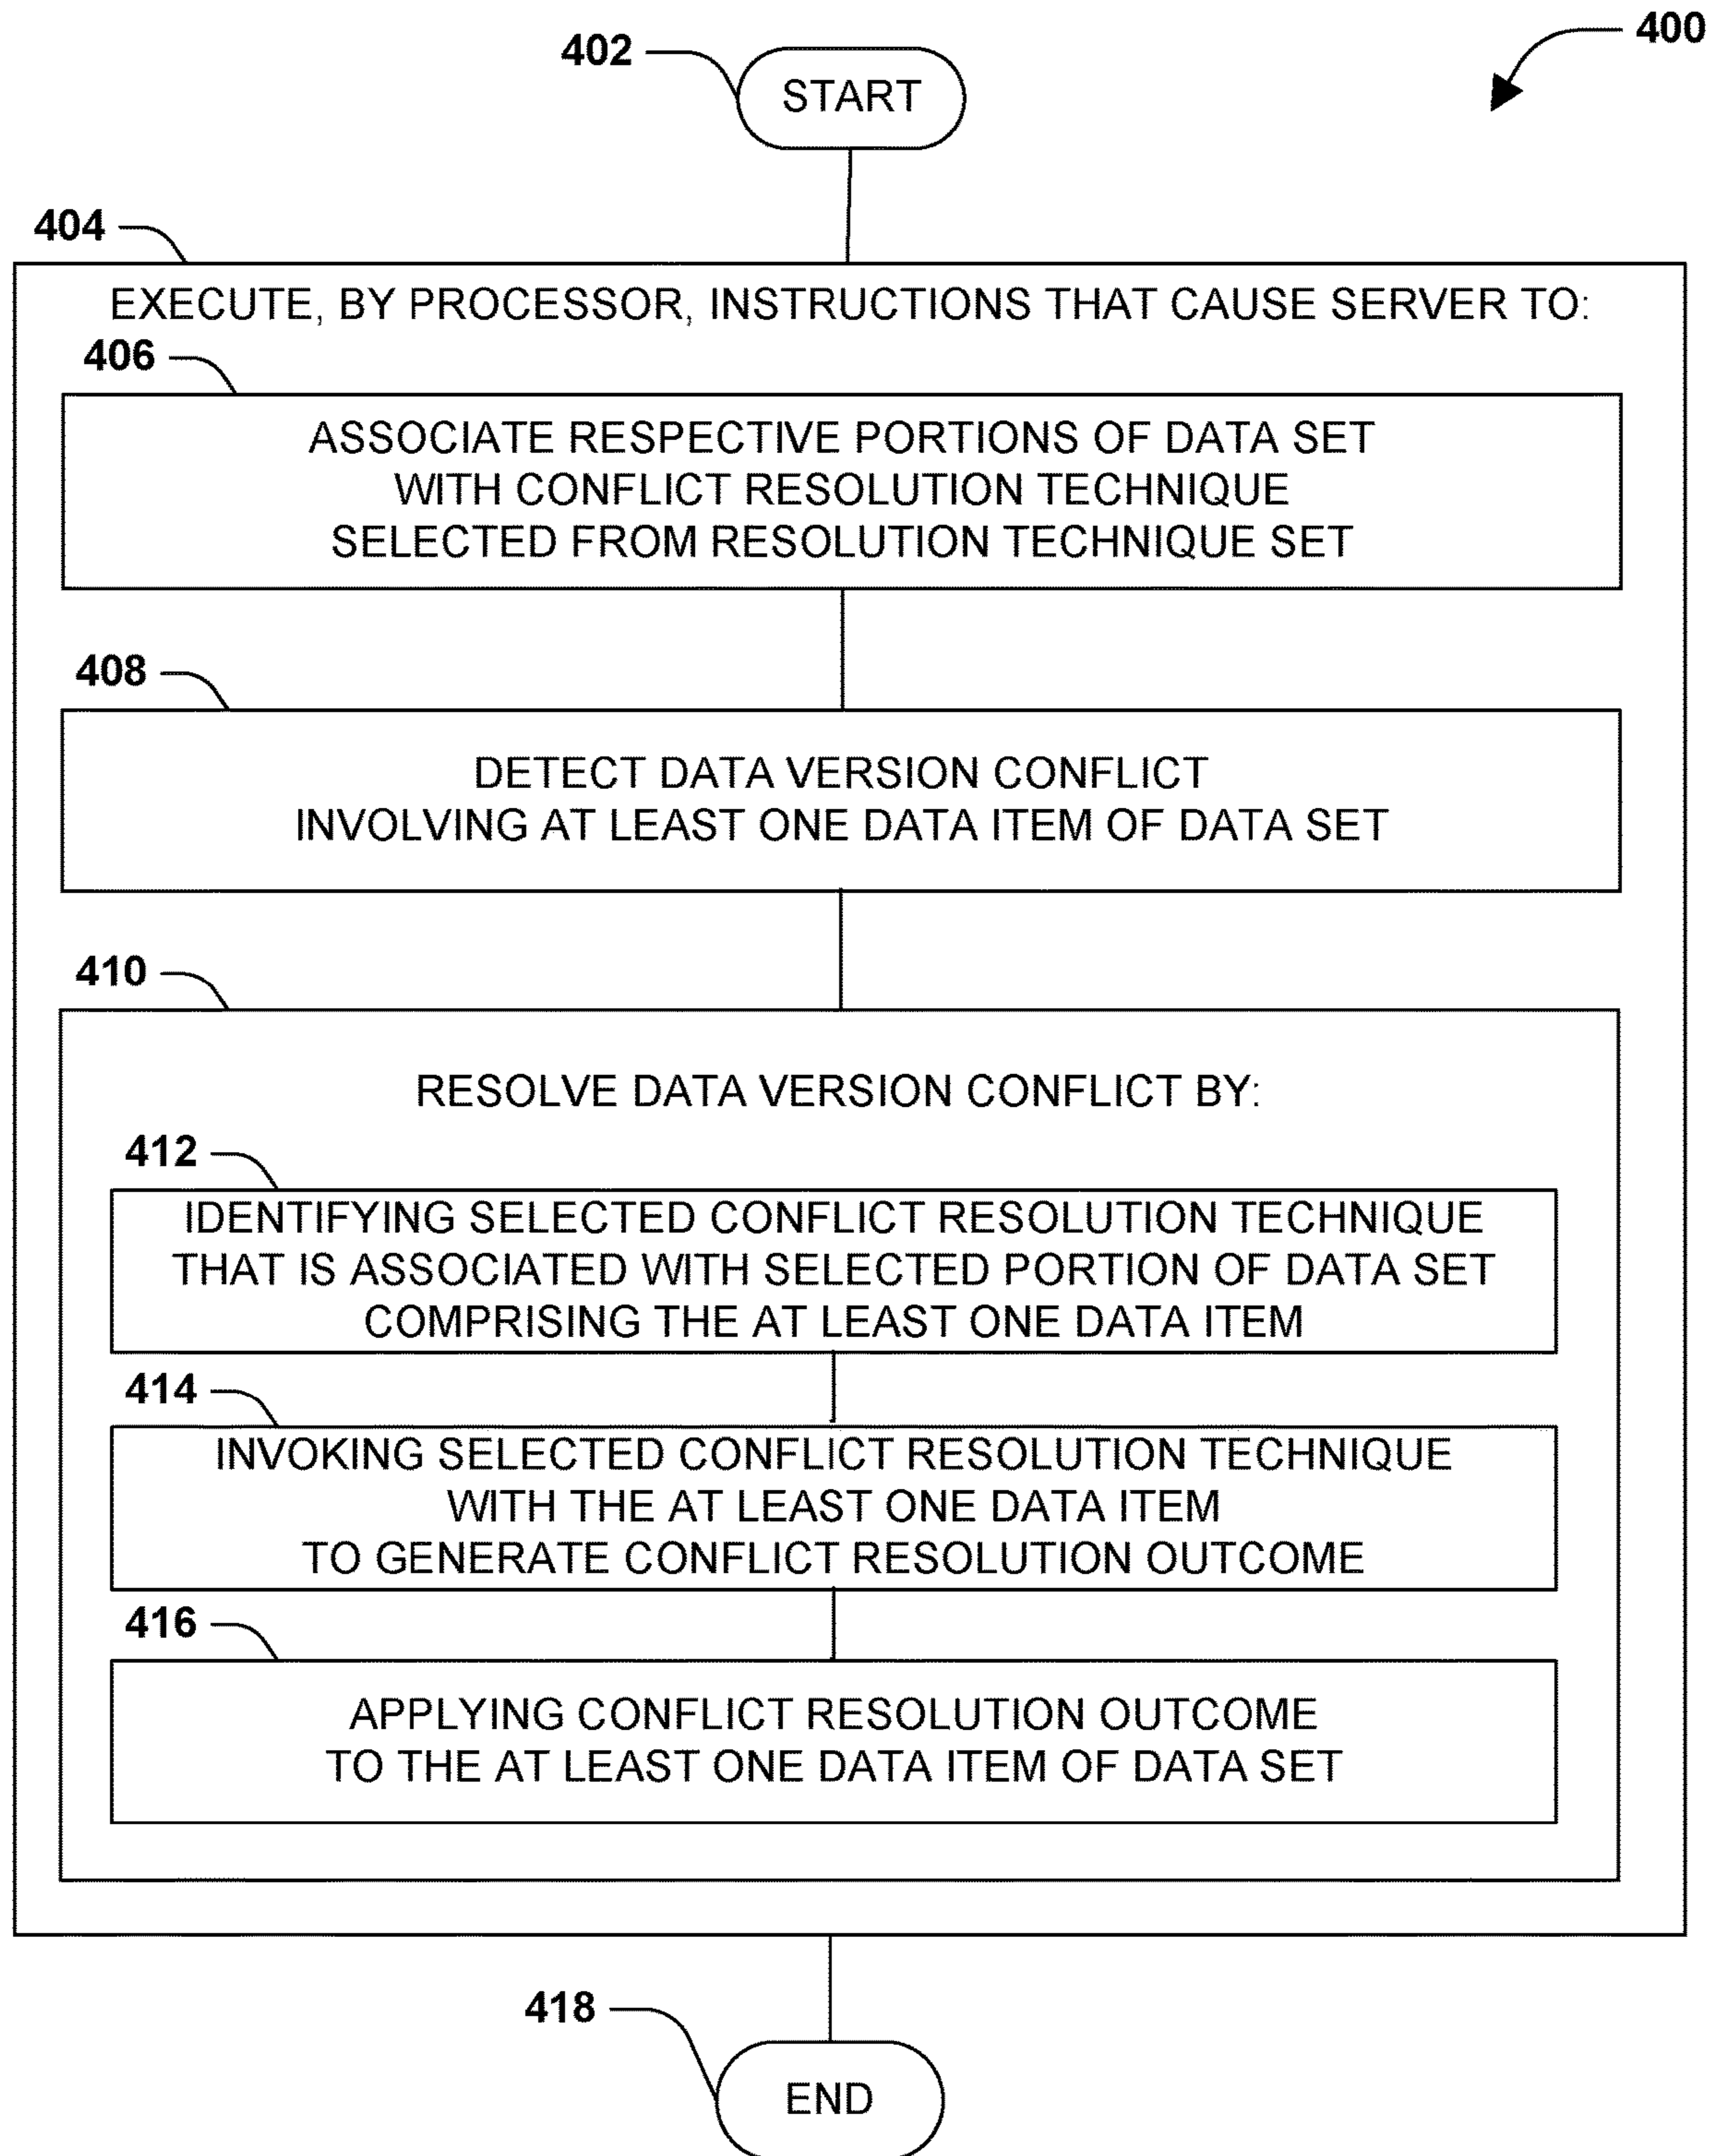 400
402
START
404
EXECUTE, BY PROCESSOR, INSTRUCTIONS THAT CAUSE SERVER TO:
406
ASSOCIATE RESPECTIVE PORTIONS OF DATA SET
WITH CONFLICT RESOLUTION TECHNIQUE
SELECTED FROM RESOLUTION TECHNIQUE SET
408
DETECT DATA VERSION CONFLICT
INVOLVING AT LEAST ONE DATA ITEM OF DATA SET
410
RESOLVE DATA VERSION CONFLICT BY:
412
IDENTIFYING SELECTED CONFLICT RESOLUTION TECHNIQUE
THAT IS ASSOCIATED WITH SELECTED PORTION OF DATA SET
COMPRISING THE AT LEAST ONE DATA ITEM
414
INVOKING SELECTED CONFLICT RESOLUTION TECHNIQUE
WITH THE AT LEAST ONE DATA ITEM
TO GENERATE CONFLICT RESOLUTION OUTCOME
416
APPLYING CONFLICT RESOLUTION OUTCOME
TO THE AT LEAST ONE DATA ITEM OF DATA SET
418
END